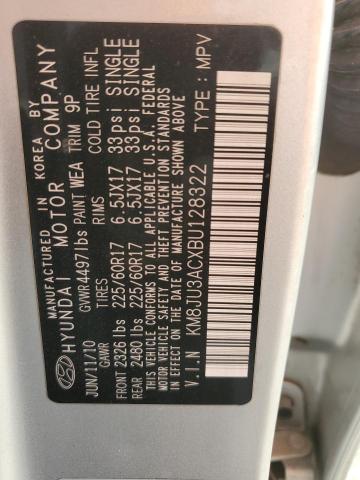 MANUFACTURED IN KOREA BY
HYUNDAI MOTOR COMPANY
JUN/11/10 GVWR 4497 lbs PAINT WEA TRIM 9P
GAWR TIRES RIMS COLD TIRE INFL
FRONT 2326 lbs 225/60R17 6.5JX17 33psi SINGLE
REAR 2480 lbs 225/60R17 6.5JX17 33psi SINGLE
THIS VEHICLE CONFORMS TO ALL APPLICABLE U.S.A. FEDERAL
MOTOR VEHICLE SAFETY AND THEFT PREVENTION STANDARDS
IN EFFECT ON THE DATE OF MANUFACTURE SHOWN ABOVE.
V.I.N : KM8JU3ACXBU128322 TYPE : MPV